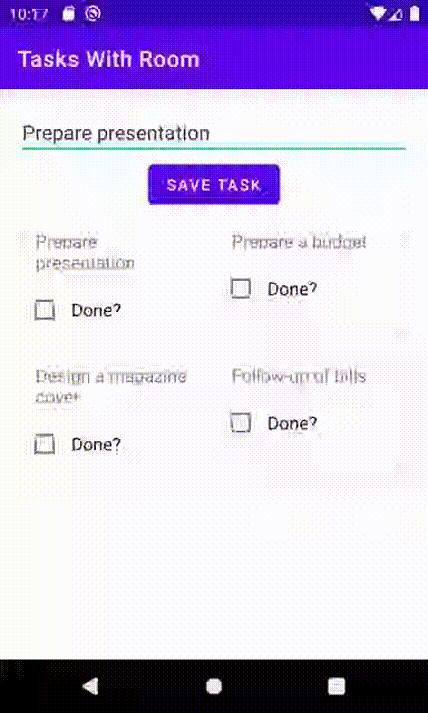 10:17
Tasks With Room
Prepare presentation
SAVE TASK
Prepare
presentation
Prepare a budget
Done?
Done?
Design a magazine
cover
Follow-up of bills
Done?
Done?